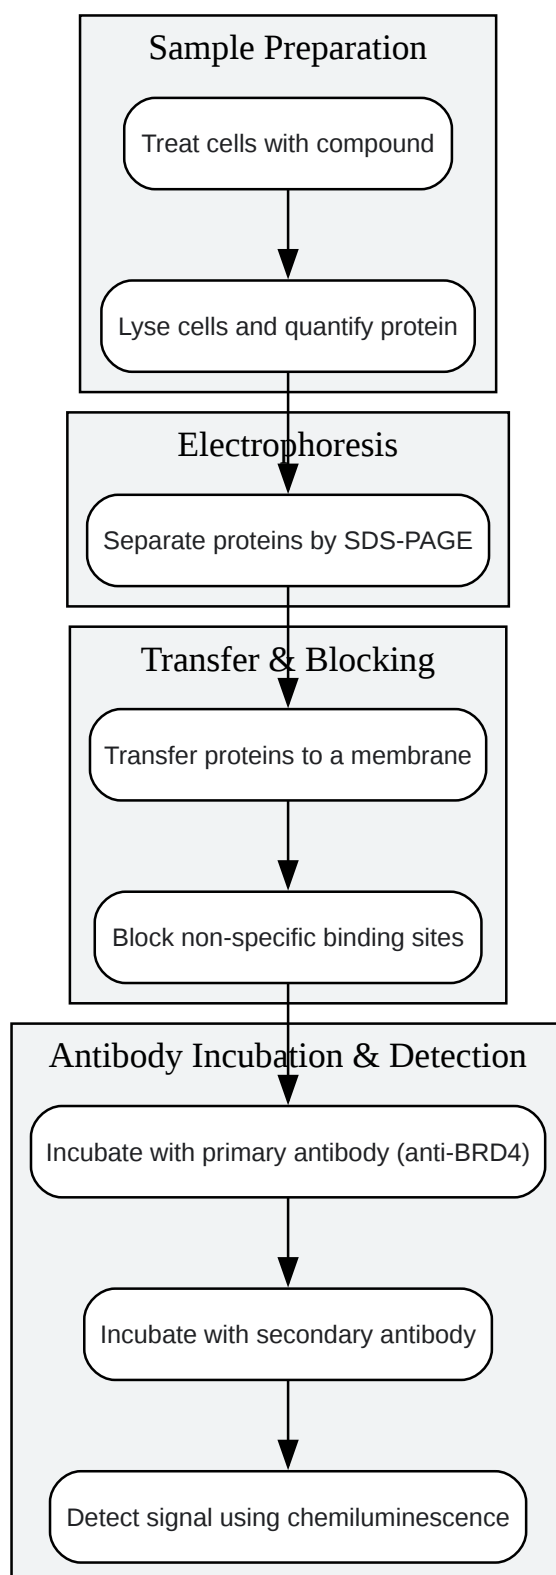 Sample Preparation
Treat cells with compound
Lyse cells and quantify protein
Electrophoresis
Separate proteins by SDS-PAGE
Transfer & Blocking
Transfer proteins to a membrane
Block non-specific binding sites
Antibody Incubation & Detection
Incubate with primary antibody (anti-BRD4)
Incubate with secondary antibody
Detect signal using chemiluminescence